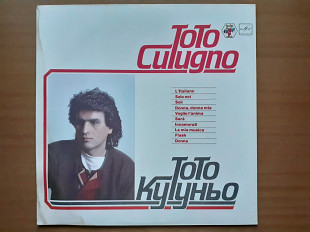 Toto
Cutugno
L'Italiano
Solo noi
Soli
Donna, donna mia
Voglio l'anima
Sarà
Innamorati
La mia musica
Flash
Donna
Тото
Кутуньо